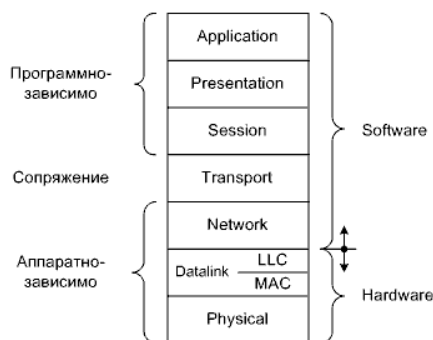 Application
Программно-
зависимо
Presentation
Session
Software
Сопряжение
Transport
Network
Аппаратно-
зависимо
Datalink
LLC
MAC
Hardware
Physical